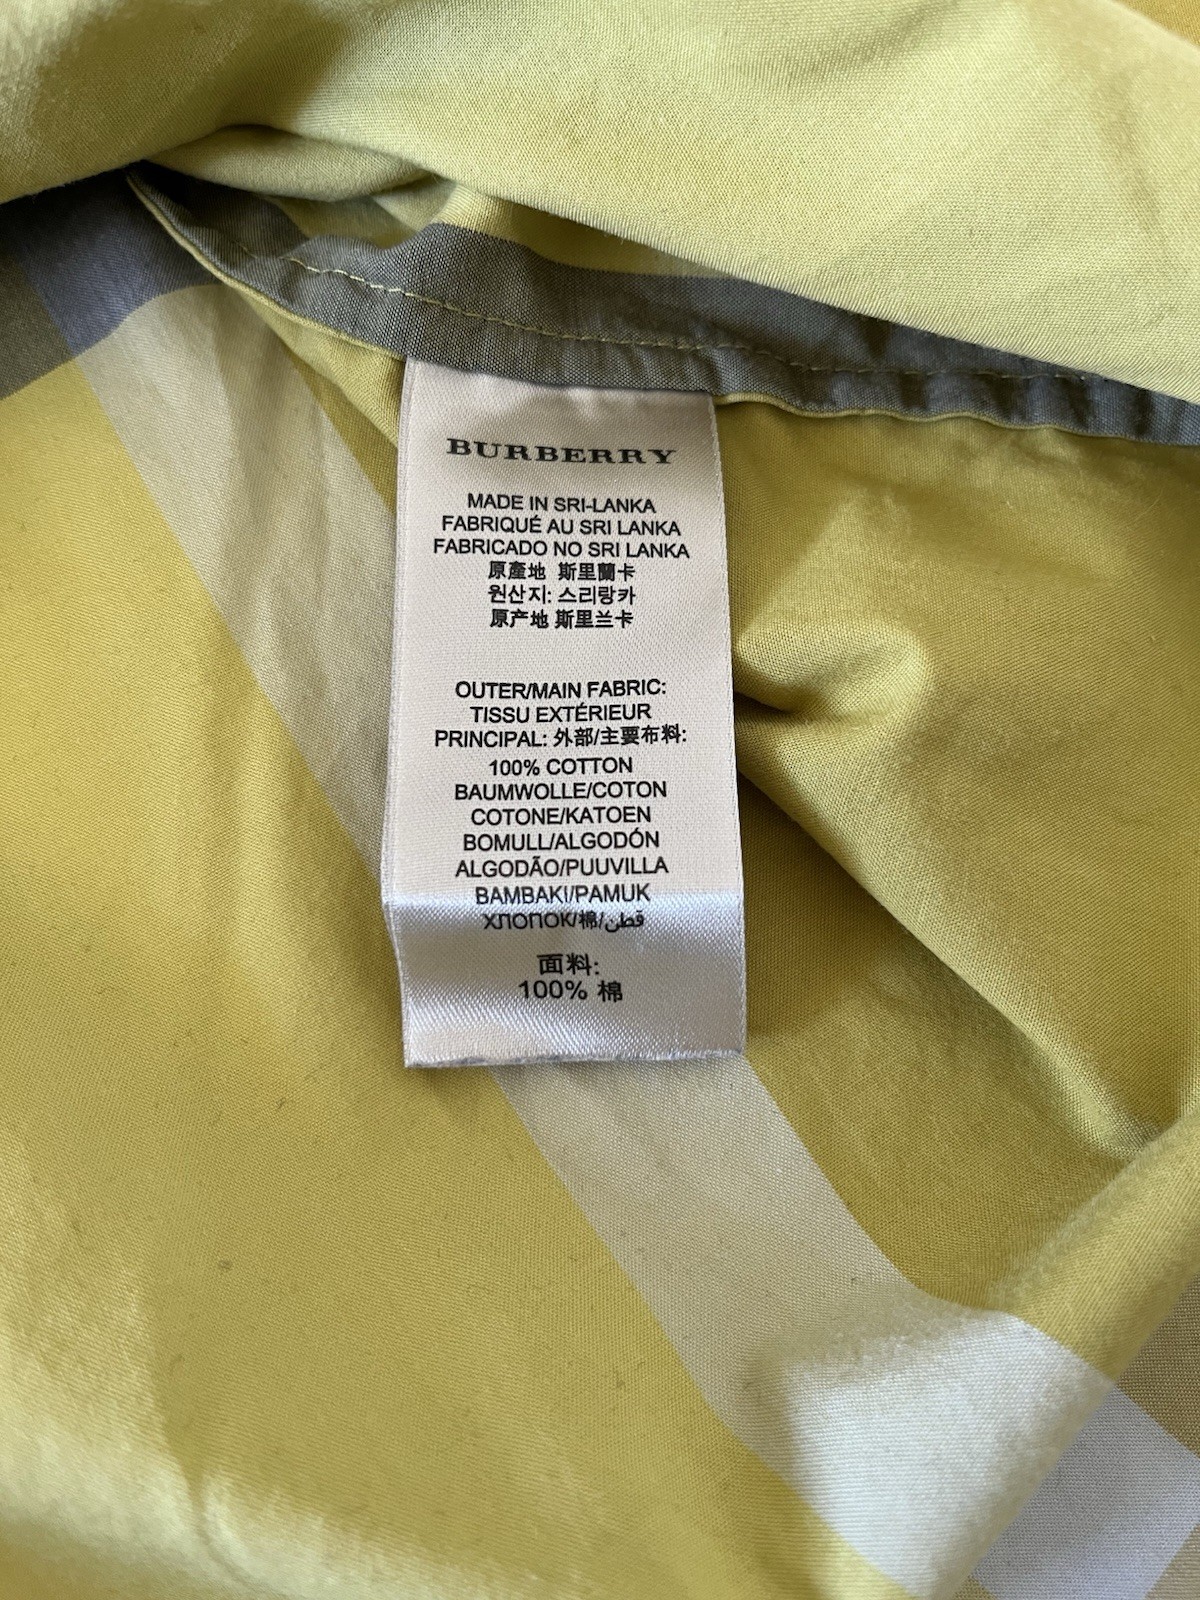 BURBERRY
MADE IN SRI-LANKA
FABRIQUÉ AU SRI LANKA
FABRICADO NO SRI LANKA
原產地 斯里蘭卡
원산지: 스리랑카
原产地 斯里兰卡
OUTER/MAIN FABRIC:
TISSU EXTÉRIEUR
PRINCIPAL: 外部/主要布料:
100% COTTON
BAUMWOLLE/COTON
COTONE/KATOEN
BOMULL/ALGODÓN
ALGODÃO/PUUVILLA
BAMBAKI/PAMUK
ХЛОПОК/棉/قطن
面料:
100% 棉